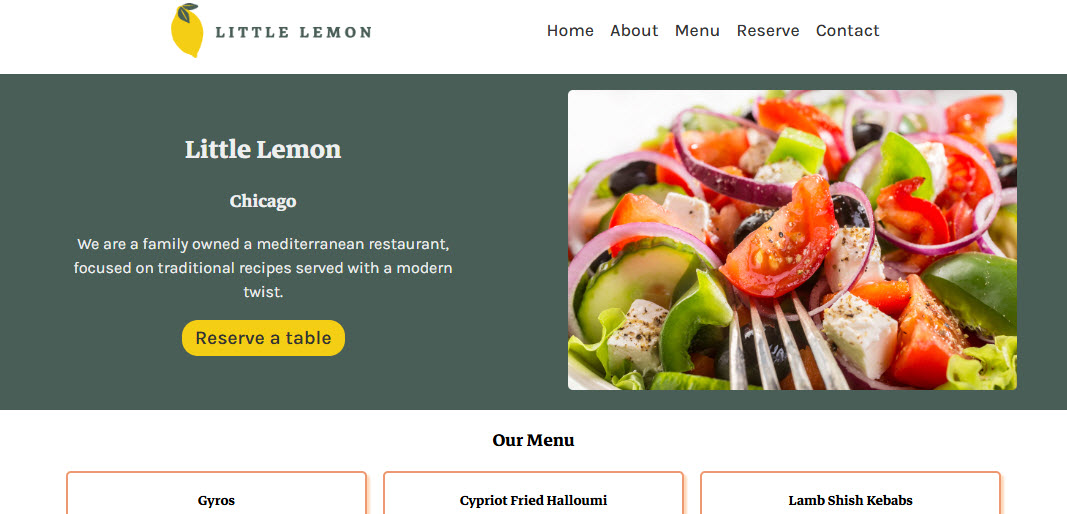 LITTLE LEMON
Home About Menu Reserve Contact
Little Lemon
Chicago
We are a family owned a mediterranean restaurant,
focused on traditional recipes served with a modern
twist.
Reserve a table
Our Menu
Gyros
Cypriot Fried Halloumi
Lamb Shish Kebabs